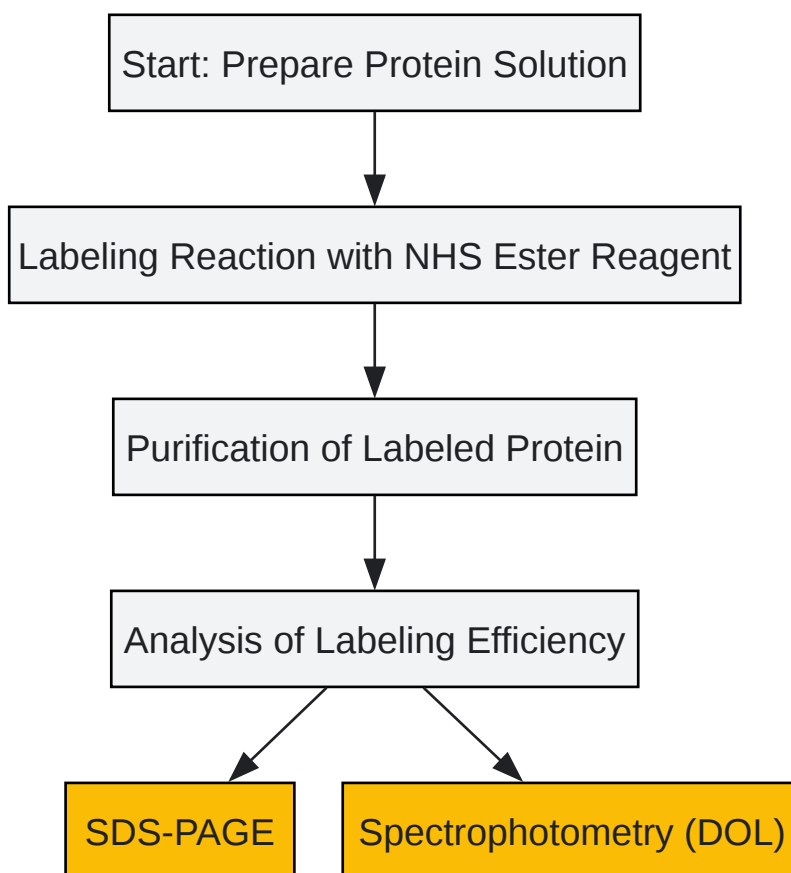 Start: Prepare Protein Solution
Labeling Reaction with NHS Ester Reagent
Purification of Labeled Protein
Analysis of Labeling Efficiency
SDS-PAGE
Spectrophotometry (DOL)